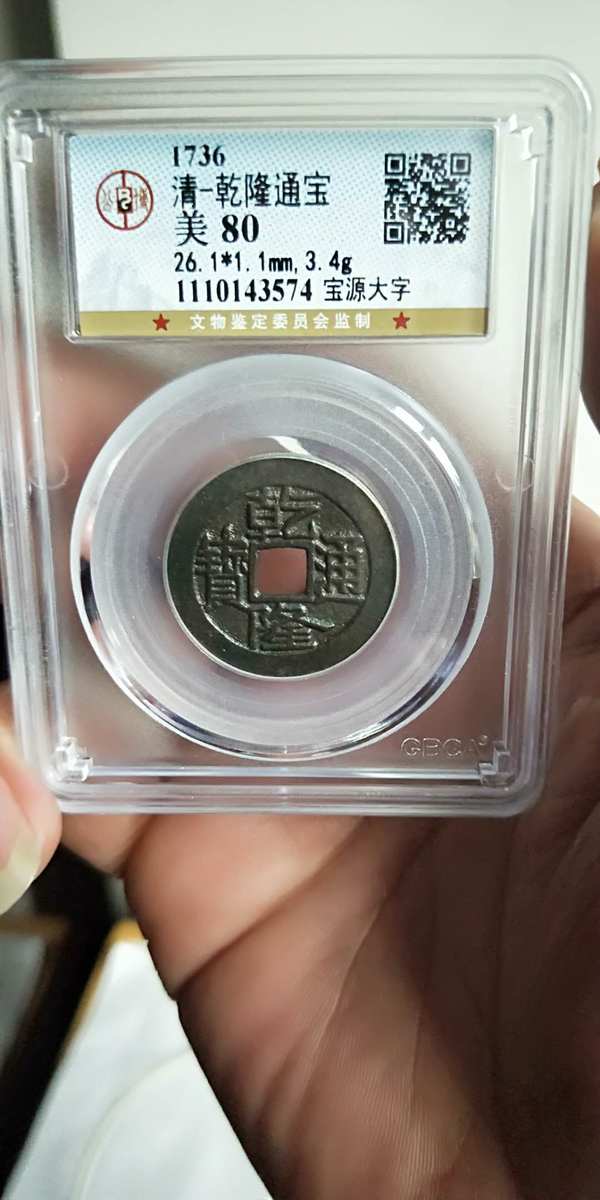 1736
清-乾隆通宝
美 80
26.1*1.1mm,3.4g
1110143574 宝源大字
★ 文物鉴定委员会监制 ★
乾隆通寳
GBCA